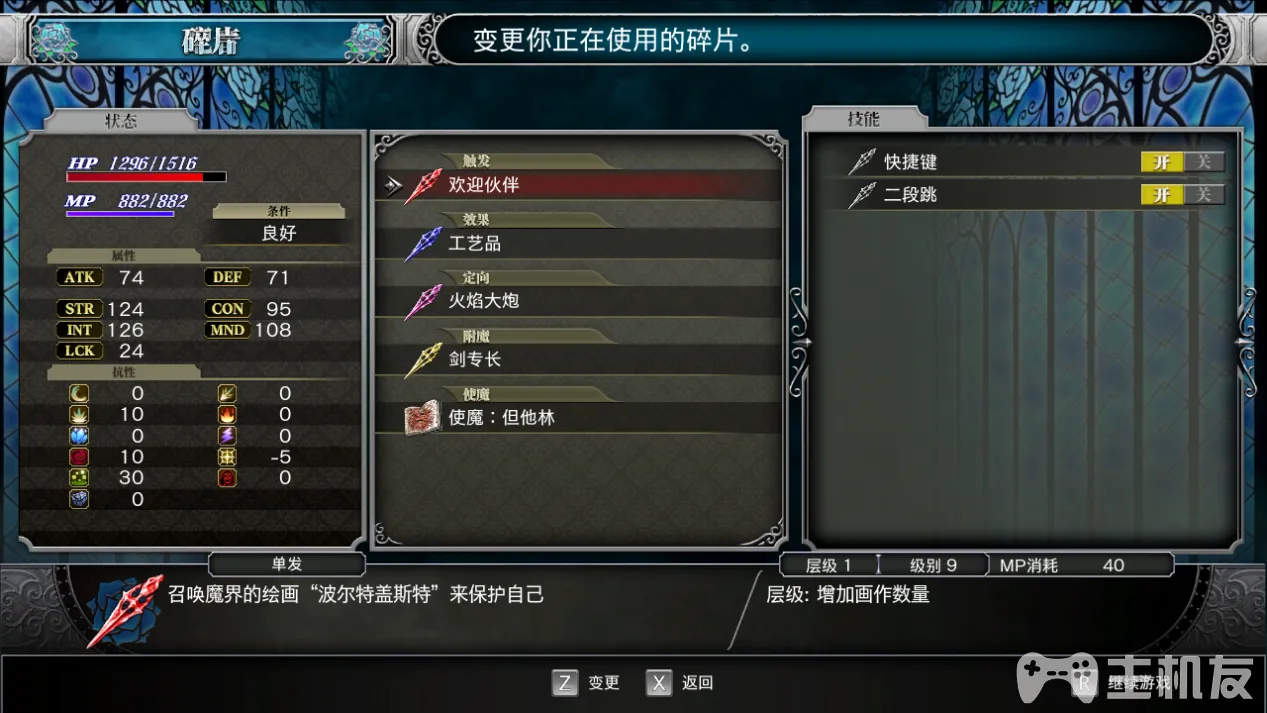 碎片
变更你正在使用的碎片。
状态
HP 1296/1516
MP 882/882
条件
良好
属性
ATK 74 DEF 71
STR 124 CON 95
INT 126 MND 108
LCK 24
抗性
0 0
10 0
0 0
10 -5
30 0
0
触发
欢迎伙伴
效果
工艺品
定向
火焰大炮
附魔
剑专长
使魔
使魔：但他林
技能
快捷键 开 关
二段跳 开 关
单发
召唤魔界的绘画“波尔特盖斯特”来保护自己
层级 1 级别 9 MP消耗 40
层级: 增加画作数量
Z 变更 X 返回
R 继续游戏
主机友